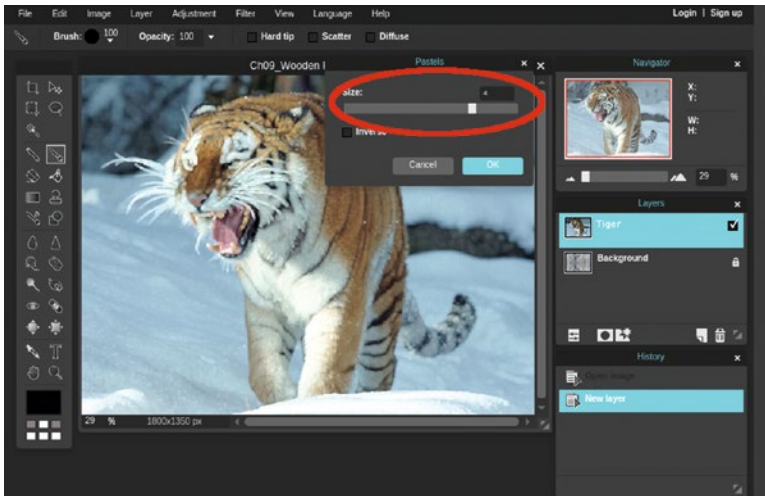 File Edit Image Layer Adjustment Filter View Language Help Login | Sign up
Brush: 100 Opacity: 100 Hard tip Scatter Diffuse
Ch09_Wooden
Pastels
Size: 4
Inverse
Cancel OK
29 % 1800x1350 px
Navigator
X:
Y:
W:
H:
29 %
Layers
Tiger
Background
History
Open image
New layer